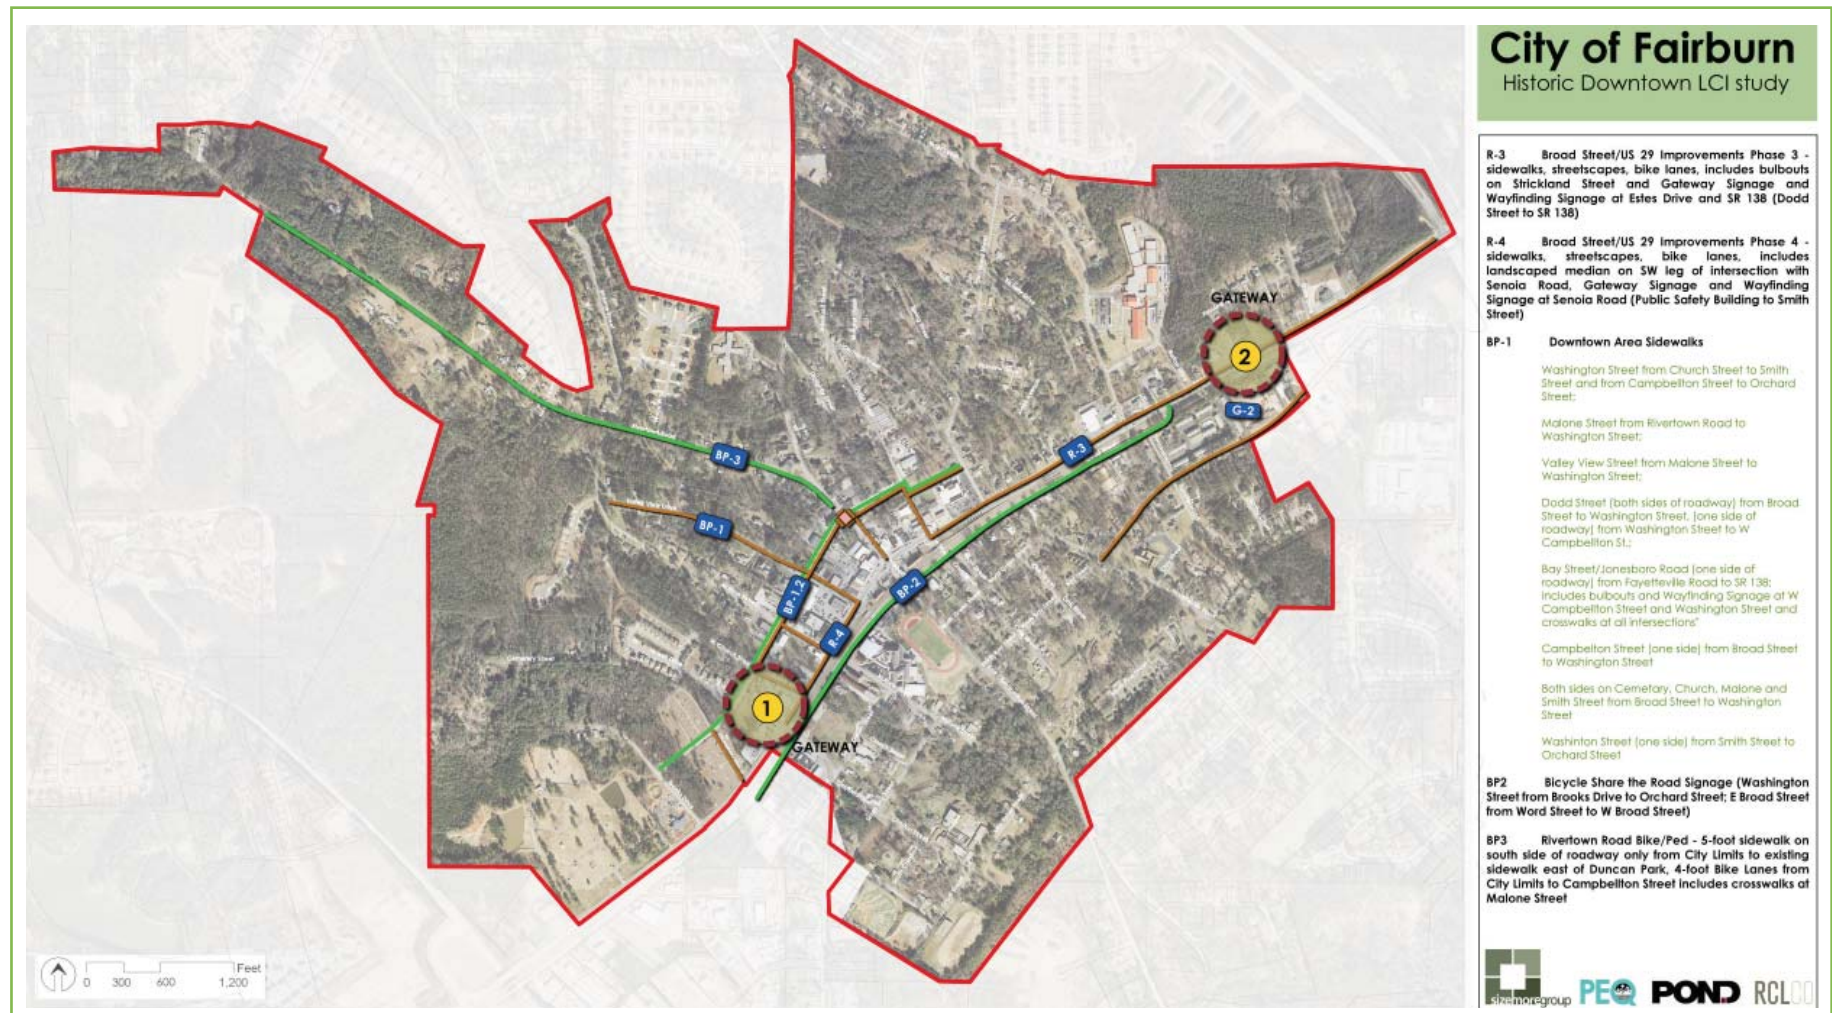 City of Fairburn
Historic Downtown LCI study
R-3 Broad Street/US 29 Improvements Phase 3 -
sidewalks, streetscapes, bike lanes, includes bulbouts
on Strickland Street and Gateway Signage and
Wayfinding Signage at Estes Drive and SR 138 (Dodd
Street to SR 138)
R-4 Broad Street/US 29 Improvements Phase 4 -
sidewalks, streetscapes, bike lanes, includes
landscaped median on SW leg of intersection with
Senoia Road, Gateway Signage and Wayfinding
Signage at Senoia Road (Public Safety Building to Smith
Street)
BP-1 Downtown Area Sidewalks
Washington Street from Church Street to Smith
Street and from Campbellton Street to Orchard
Street;
Malone Street from Rivertown Road to
Washington Street;
Valley View Street from Malone Street to
Washington Street;
Dodd Street (both sides of roadway) from Broad
Street to Washington Street, (one side of
roadway) from Washington Street to W
Campbellton St.;
Bay Street/Jonesboro Road (one side of
roadway) from Fayetteville Road to SR 138;
includes bulbouts and Wayfinding Signage at W
Campbellton Street and Washington Street and
crosswalks at all intersections"
Campbelton Street (one side) from Broad Street
to Washington Street
Both sides on Cemetary, Church, Malone and
Smith Street from Broad Street to Washington
Street
Washinton Street (one side) from Smith Street to
Orchard Street
BP2 Bicycle Share the Road Signage (Washington
Street from Brooks Drive to Orchard Street; E Broad Street
from Word Street to W Broad Street)
BP3 Rivertown Road Bike/Ped - 5-foot sidewalk on
south side of roadway only from City Limits to existing
sidewalk east of Duncan Park, 4-foot Bike Lanes from
City Limits to Campbellton Street includes crosswalks at
Malone Street
GATEWAY
2
G-2
R-3
BP-3
BP-1
BP-1,2
BP-2
R-4
1
GATEWAY
0 300 600 1,200
Feet
sizemoregroup PEQ POND RCLCO